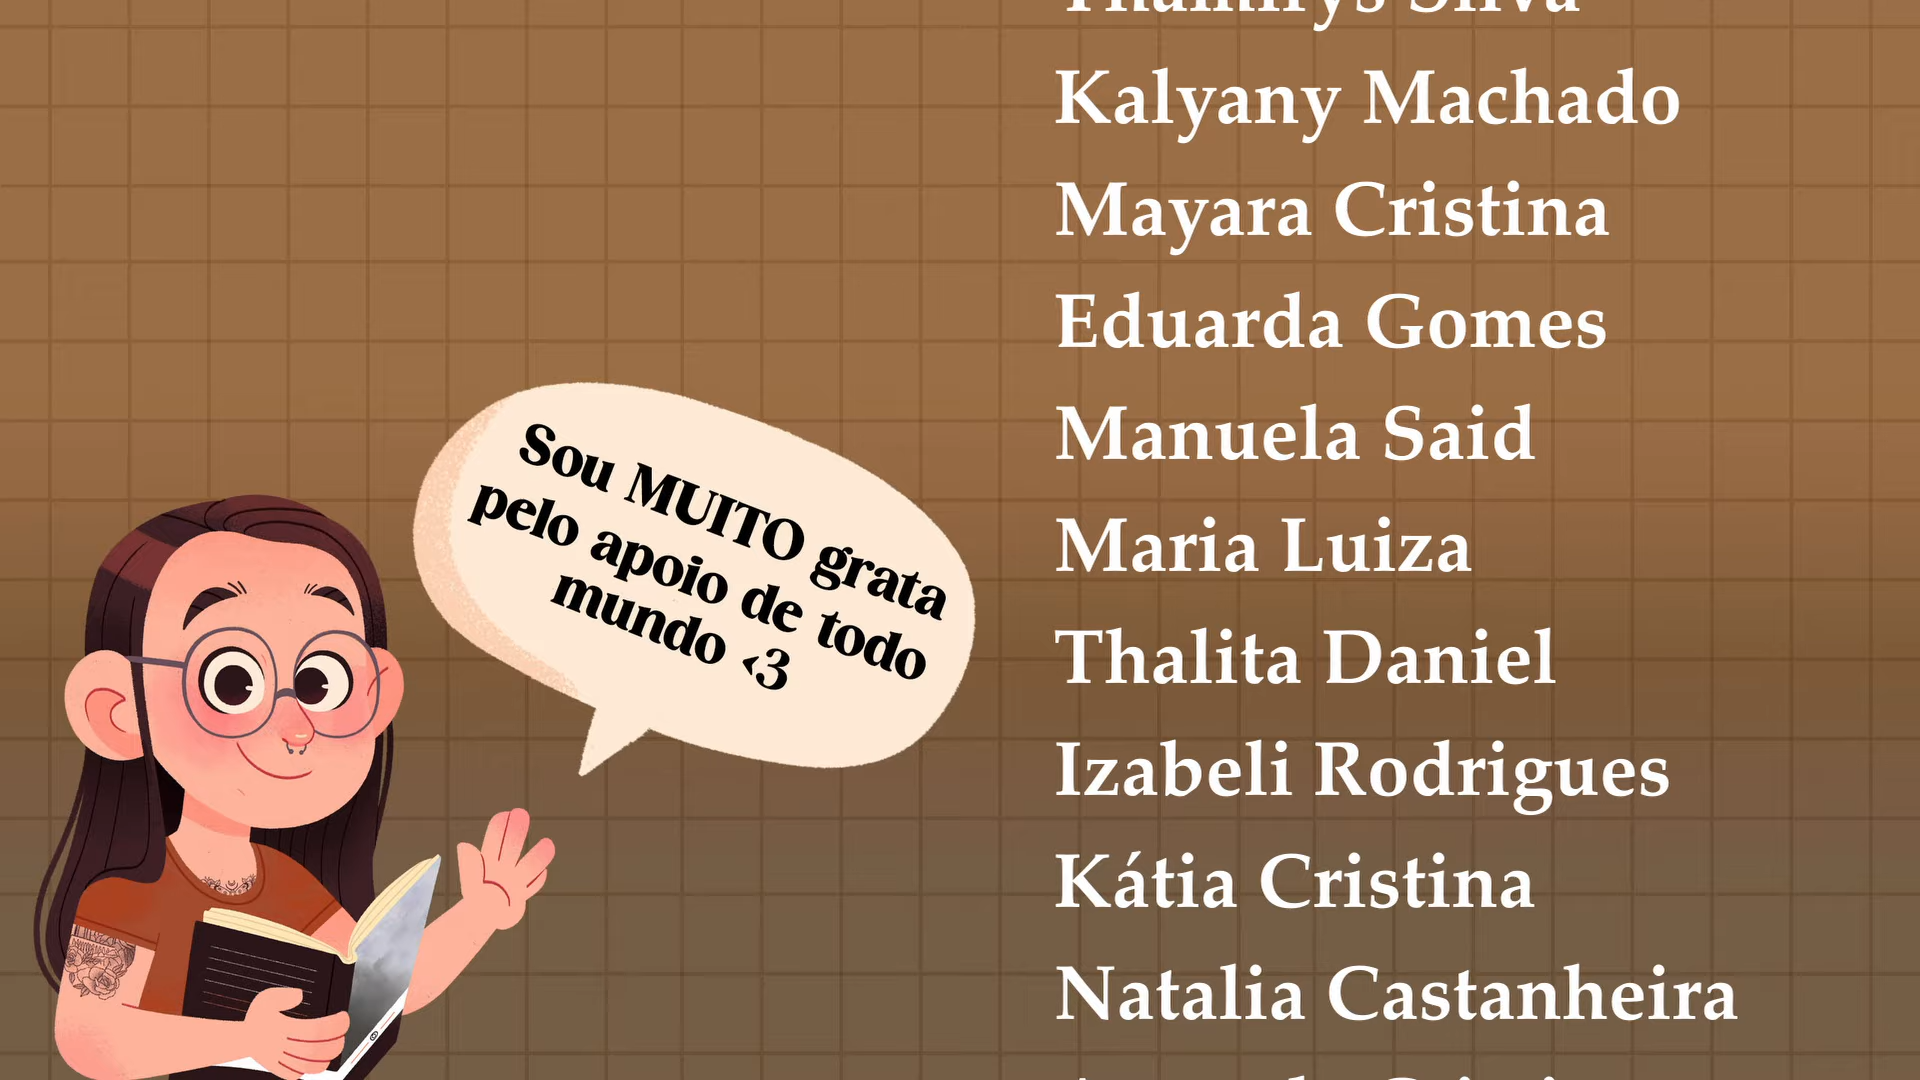 Kalyany Machado
Mayara Cristina
Eduarda Gomes
Manuela Said
Maria Luiza
Thalita Daniel
Izabeli Rodrigues
Kátia Cristina
Natalia Castanheira
Sou MUITO grata
pelo apoio de todo
mundo <3